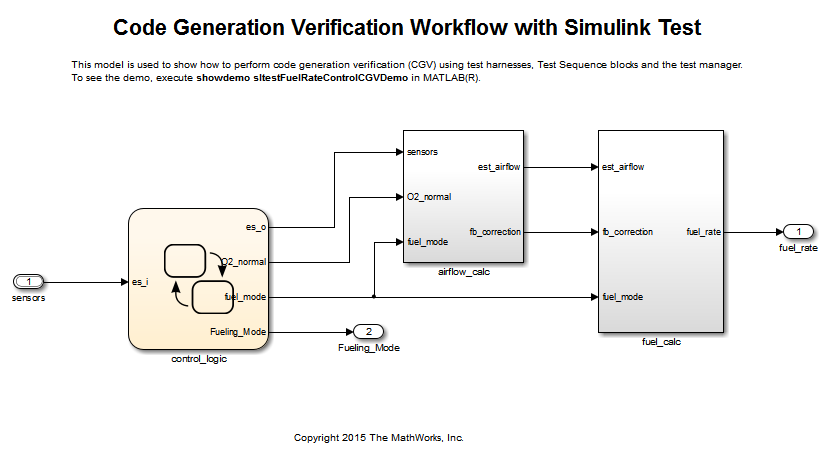 Code Generation Verification Workflow with Simulink Test
This model is used to show how to perform code generation verification (CGV) using test harnesses, Test Sequence blocks and the test manager.
To see the demo, execute showdemo sltestFuelRateControlCGVDemo in MATLAB(R).
1
sensors
es_i
es_o
O2_normal
fuel_mode
Fueling_Mode
control_logic
2
Fueling_Mode
sensors
O2_normal
fuel_mode
est_airflow
fb_correction
airflow_calc
est_airflow
fb_correction
fuel_mode
fuel_rate
fuel_calc
1
fuel_rate
Copyright 2015 The MathWorks, Inc.